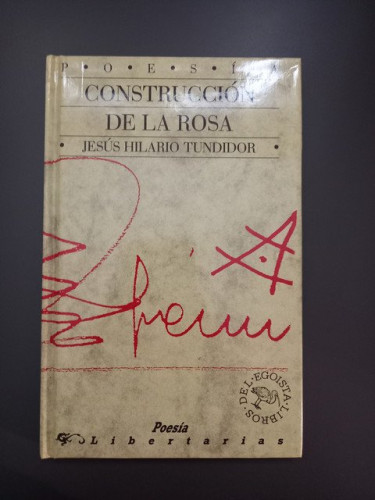 P·O·E·S·Í·A
CONSTRUCCIÓN
DE LA ROSA
· JESÚS HILARIO TUNDIDOR ·
LIBROS·DEL·EGOISTA·
Poesía
Libertarias